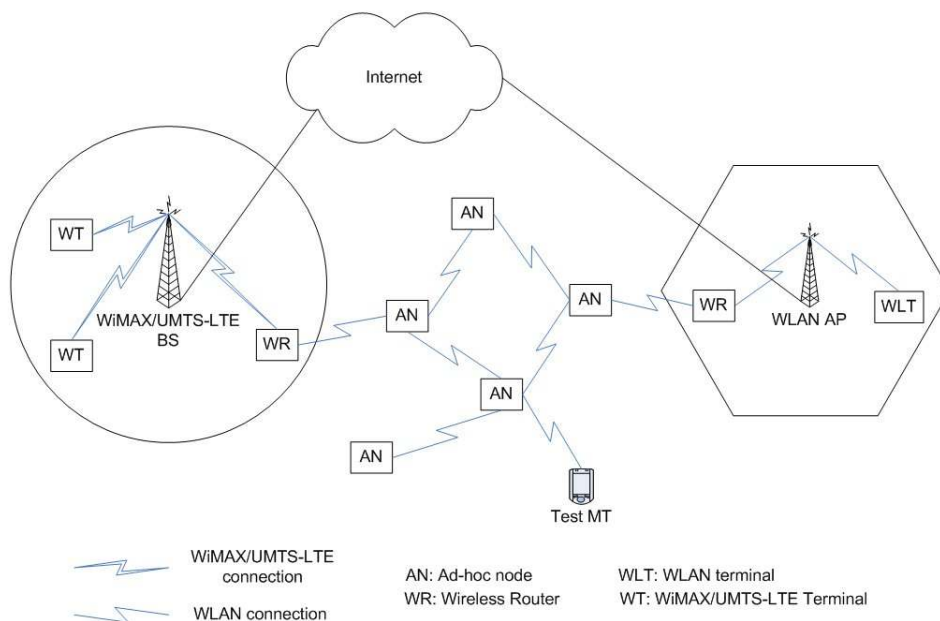 Internet
AN
WT
WiMAX/UMTS-LTE
BS
WT
WR
AN
AN
WR
WLAN AP
WLT
AN
AN
Test MT
WiMAX/UMTS-LTE
connection
WLAN connection
AN: Ad-hoc node
WR: Wireless Router
WLT: WLAN terminal
WT: WiMAX/UMTS-LTE Terminal